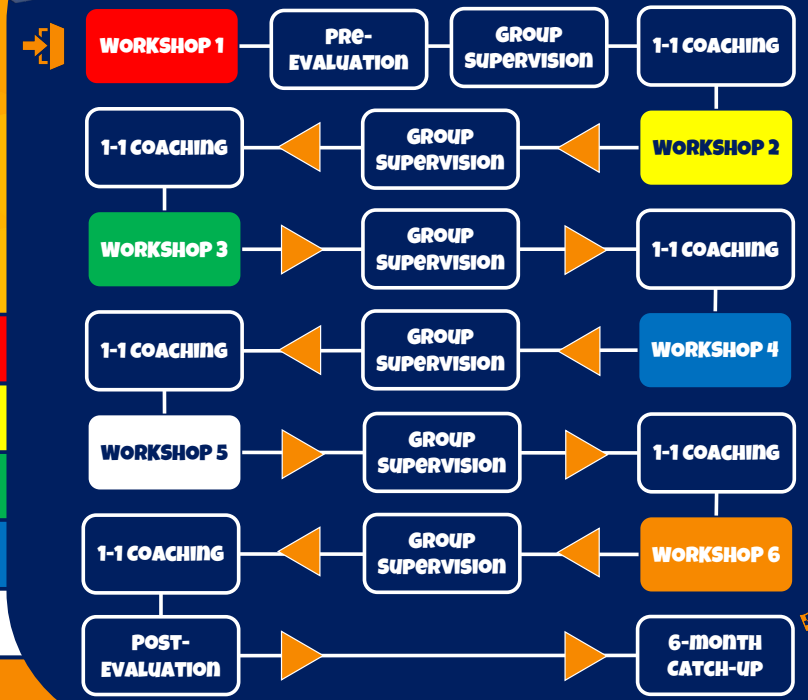 WORKSHOP 1
PRE-
EVALUATION
GROUP
SUPERVISION
1-1 COACHING
1-1 COACHING
GROUP
SUPERVISION
WORKSHOP 2
WORKSHOP 3
GROUP
SUPERVISION
1-1 COACHING
1-1 COACHING
GROUP
SUPERVISION
WORKSHOP 4
WORKSHOP 5
GROUP
SUPERVISION
1-1 COACHING
1-1 COACHING
GROUP
SUPERVISION
WORKSHOP 6
POST-
EVALUATION
6-MONTH
CATCH-UP